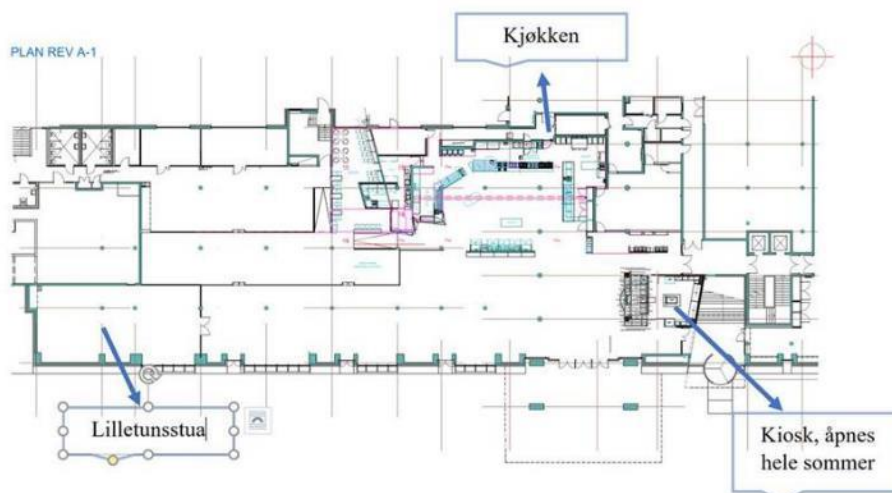 Kjøkken
PLAN REV A-1
Lilletunsstua
Kiosk, åpnes
hele sommer